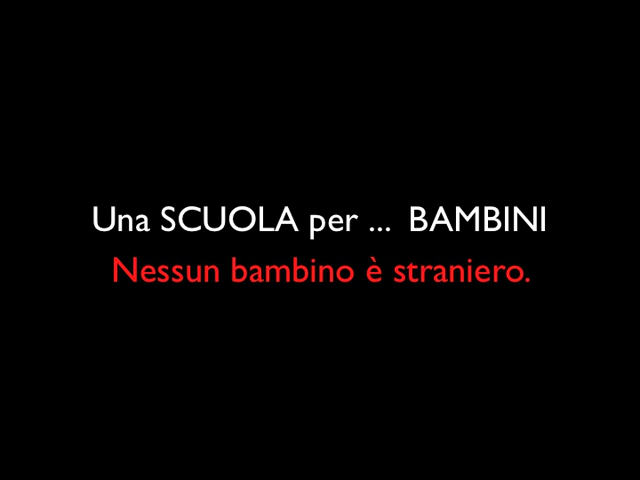 Una SCUOLA per ... BAMBINI
Nessun bambino è straniero.